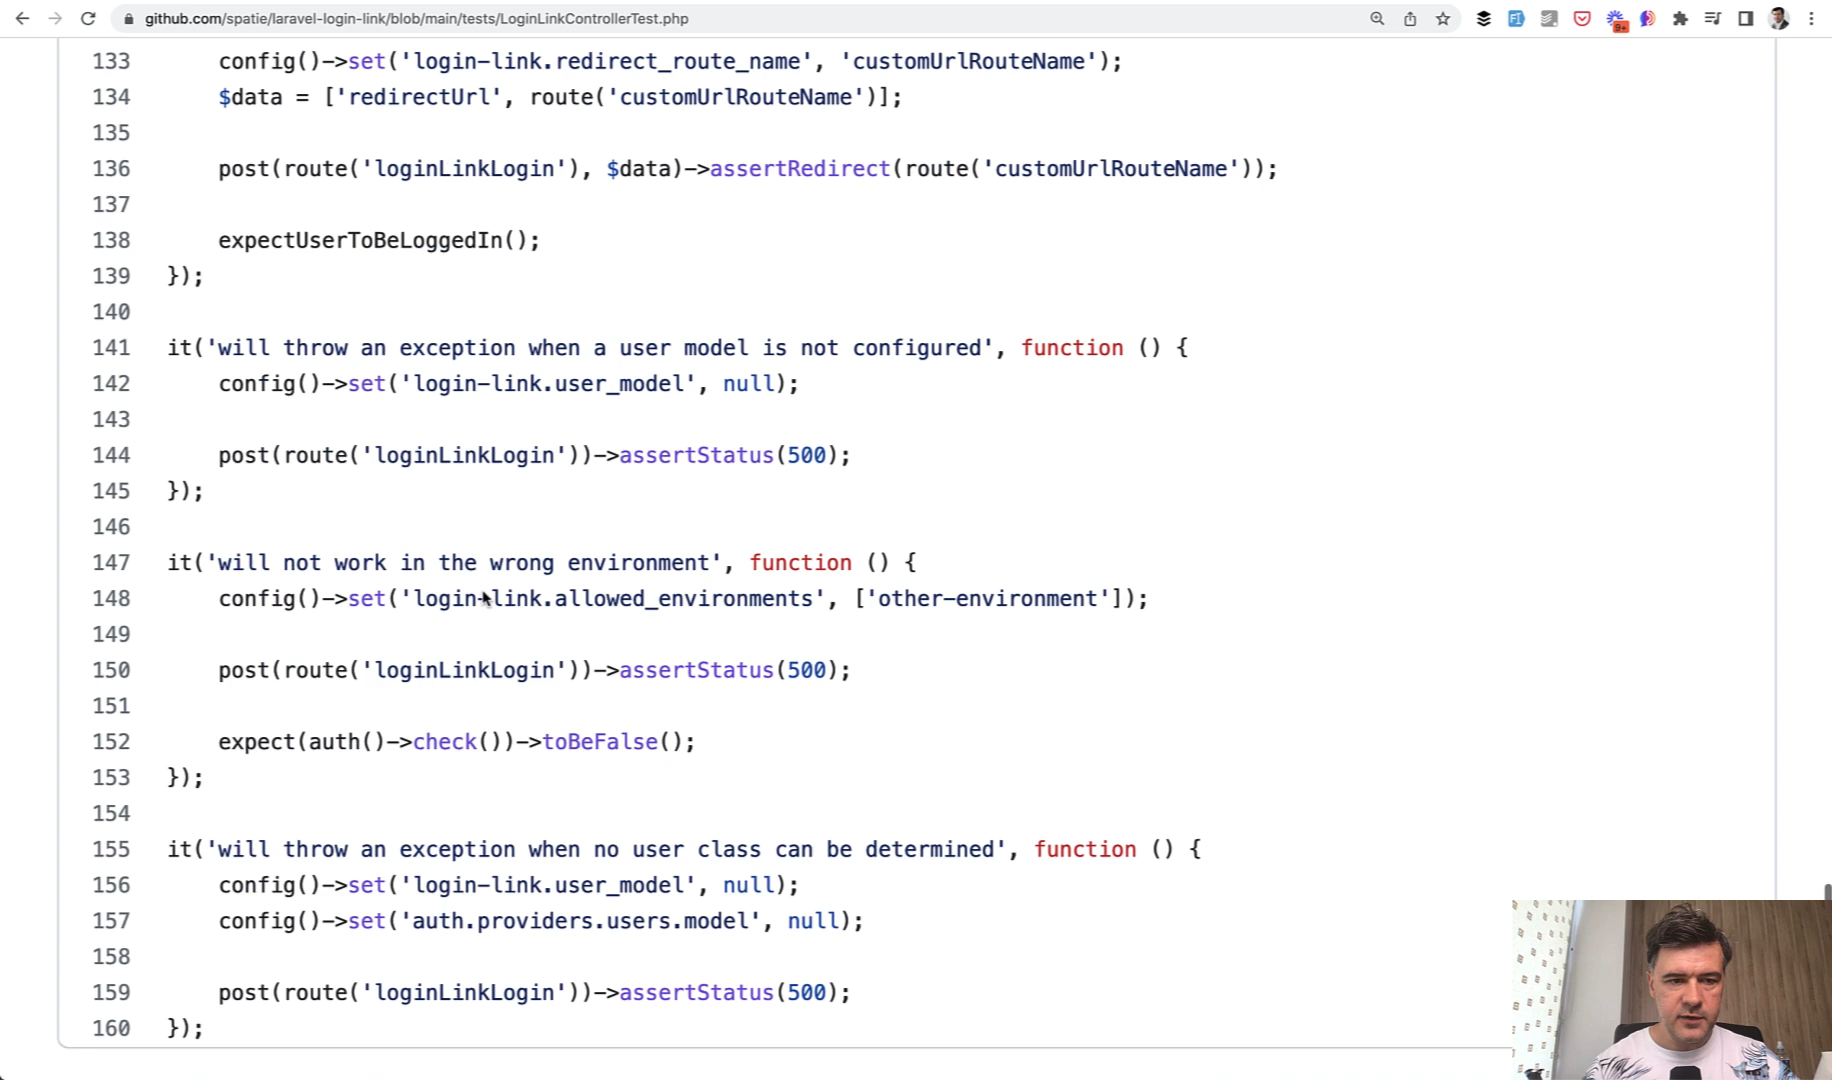 github.com/spatie/laravel-login-link/blob/main/tests/LoginLinkControllerTest.php
9+
133 config()->set('login-link.redirect_route_name', 'customUrlRouteName');
134 $data = ['redirectUrl', route('customUrlRouteName')];
135
136 post(route('loginLinkLogin'), $data)->assertRedirect(route('customUrlRouteName'));
137
138 expectUserToBeLoggedIn();
139 });
140
141 it('will throw an exception when a user model is not configured', function () {
142 config()->set('login-link.user_model', null);
143
144 post(route('loginLinkLogin'))->assertStatus(500);
145 });
146
147 it('will not work in the wrong environment', function () {
148 config()->set('login-link.allowed_environments', ['other-environment']);
149
150 post(route('loginLinkLogin'))->assertStatus(500);
151
152 expect(auth()->check())->toBeFalse();
153 });
154
155 it('will throw an exception when no user class can be determined', function () {
156 config()->set('login-link.user_model', null);
157 config()->set('auth.providers.users.model', null);
158
159 post(route('loginLinkLogin'))->assertStatus(500);
160 });